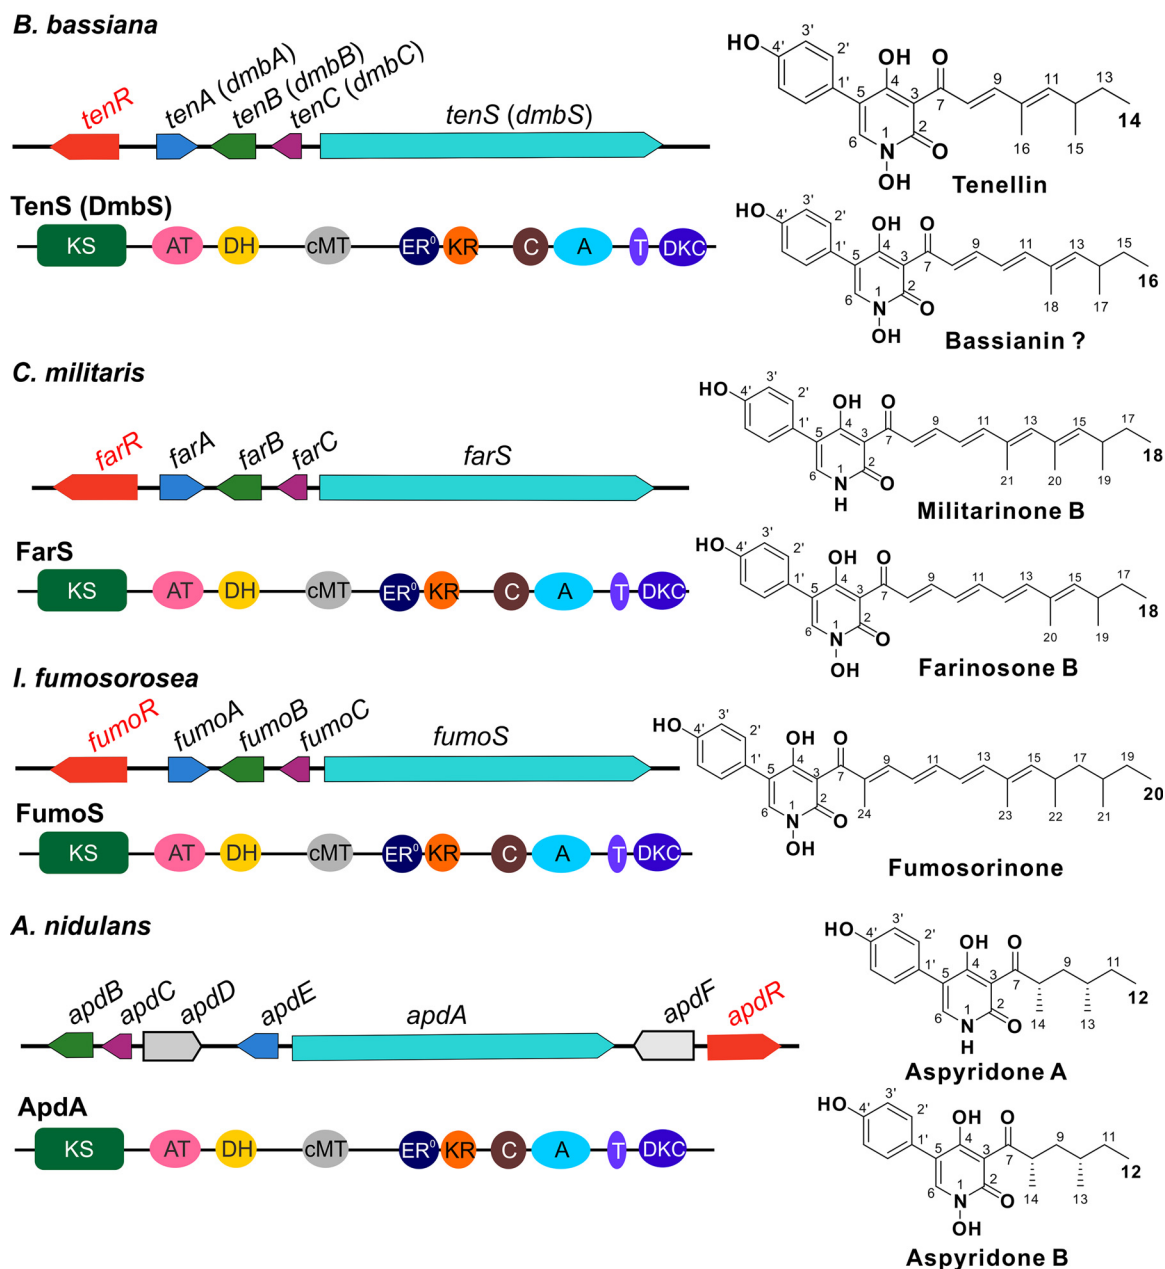 B. bassiana
tenR
tenA (dmbA)
tenB (dmbB)
tenC (dmbC)
tenS (dmbS)
TenS (DmbS)
KS AT DH cMT ER⁰ KR C A T DKC
HO 4' 3' 2' 1' OH O 5 4 3 7 9 11 13 14
6 1 N 2 O 16 15
OH
Tenellin
HO 4' 3' 2' 1' OH O 5 4 3 7 9 11 13 15 16
6 1 N 2 O 18 17
OH
Bassianin ?
C. militaris
farR
farA
farB
farC
farS
FarS
KS AT DH cMT ER⁰ KR C A T DKC
HO 4' 3' 2' 1' OH O 5 4 3 7 9 11 13 15 17 18
6 1 N 2 O 21 20 19
H
Militarinone B
HO 4' 3' 2' 1' OH O 5 4 3 7 9 11 13 15 17 18
6 1 N 2 O 20 19
OH
Farinosone B
I. fumosorosea
fumoR
fumoA
fumoB
fumoC
fumoS
FumoS
KS AT DH cMT ER⁰ KR C A T DKC
HO 4' 3' 2' 1' OH O 5 4 3 7 9 11 13 15 17 19 20
6 1 N 2 O 24 23 22 21
OH
Fumosorinone
A. nidulans
apdB
apdC
apdD
apdE
apdA
apdF
apdR
ApdA
KS AT DH cMT ER⁰ KR C A T DKC
HO 4' 3' 2' 1' OH O 5 4 3 7 9 11 12
6 1 N 2 O 14 13
H
Aspyridone A
HO 4' 3' 2' 1' OH O 5 4 3 7 9 11 12
6 1 N 2 O 14 13
OH
Aspyridone B